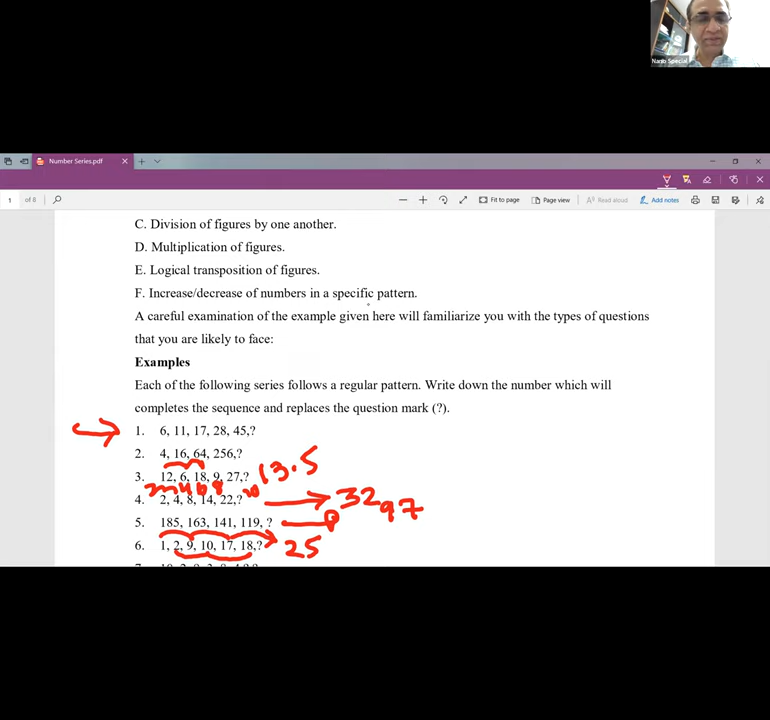 Nanb Special
Number Series.pdf
1 of 8 Fit to page Page view Read aloud Add notes
C. Division of figures by one another.
D. Multiplication of figures.
E. Logical transposition of figures.
F. Increase/decrease of numbers in a specific pattern.
A careful examination of the example given here will familiarize you with the types of questions
that you are likely to face:
Examples
Each of the following series follows a regular pattern. Write down the number which will
completes the sequence and replaces the question mark (?).
1. 6, 11, 17, 28, 45,?
2. 4, 16, 64, 256,?
3. 12, 6, 18, 9, 27,? 13.5
4. 2, 4, 8, 14, 22,? 10 32
5. 185, 163, 141, 119, ? 97
6. 1, 2, 9, 10, 17, 18,? 25